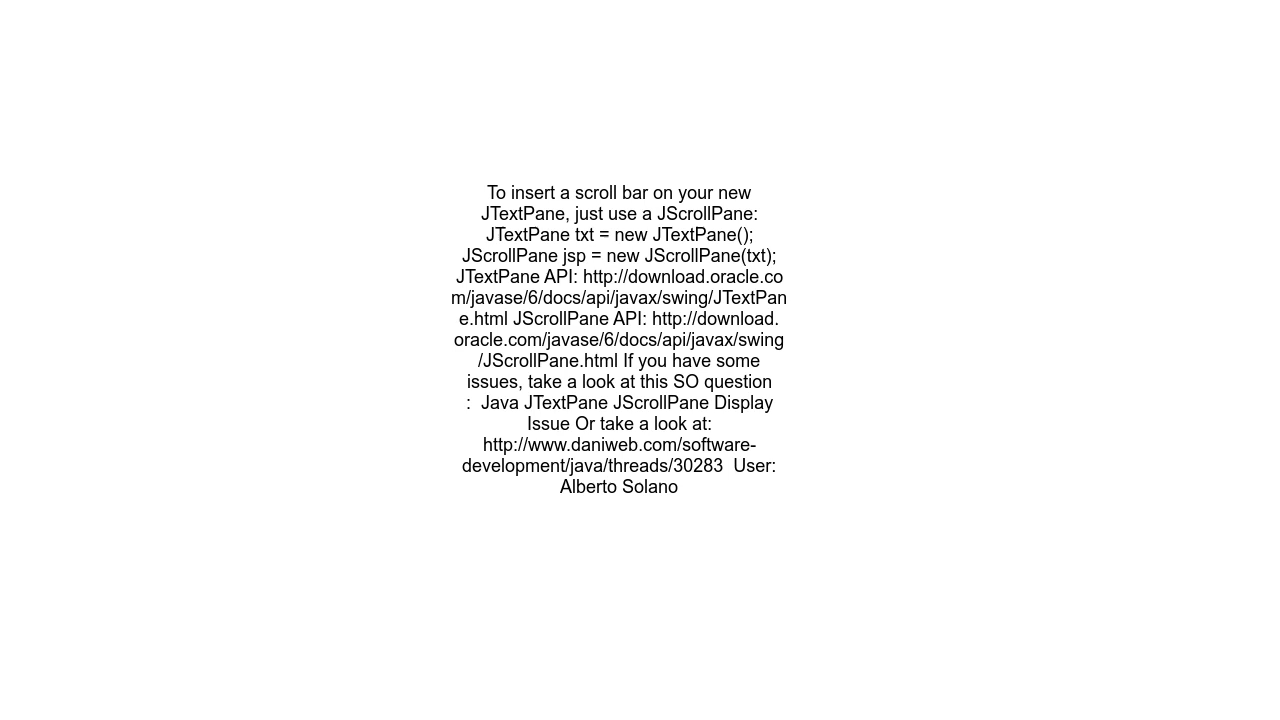 To insert a scroll bar on your new
JTextPane, just use a JScrollPane:
JTextPane txt = new JTextPane();
JScrollPane jsp = new JScrollPane(txt);
JTextPane API: http://download.oracle.co
m/javase/6/docs/api/javax/swing/JTextPan
e.html JScrollPane API: http://download.
oracle.com/javase/6/docs/api/javax/swing
/JScrollPane.html If you have some
issues, take a look at this SO question
:  Java JTextPane JScrollPane Display
Issue Or take a look at:
http://www.daniweb.com/software-
development/java/threads/30283  User:
Alberto Solano